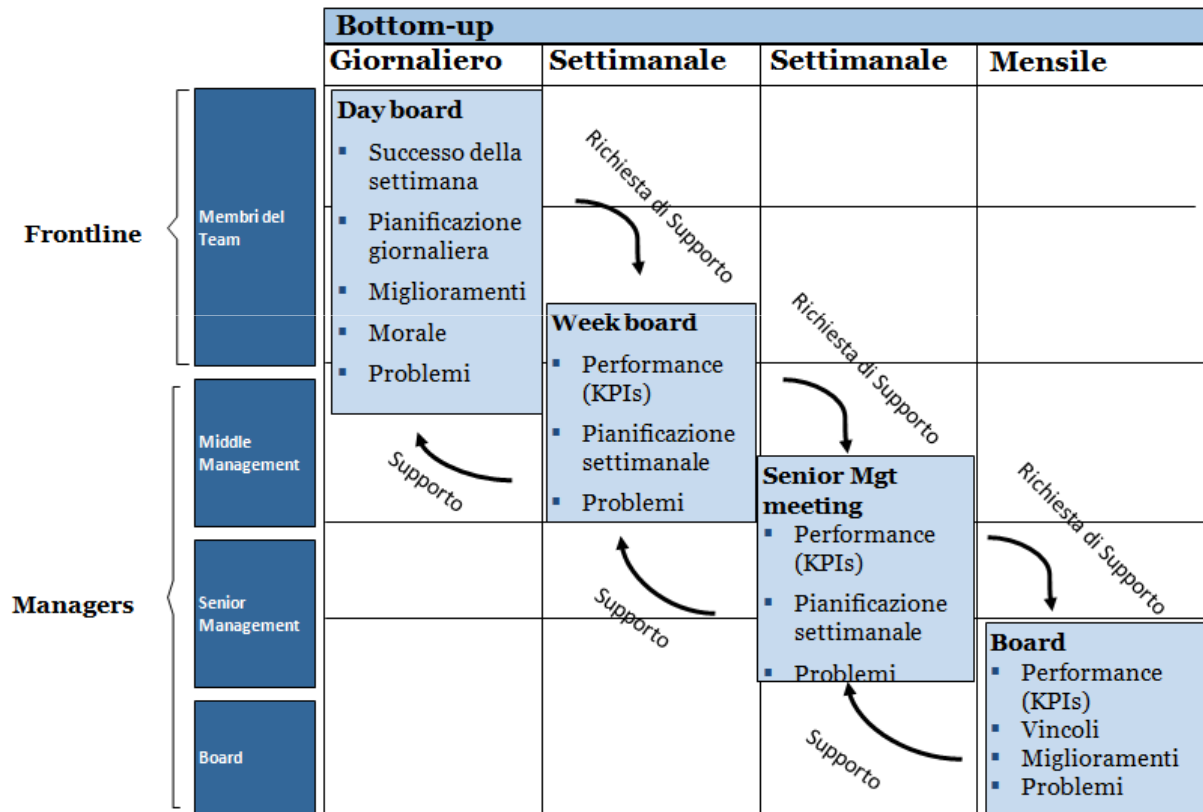 Bottom-up
Giornaliero
Settimanale
Settimanale
Mensile
Frontline
Membri del
Team
Day board
▪ Successo della
settimana
▪ Pianificazione
giornaliera
▪ Miglioramenti
▪ Morale
▪ Problemi
Richiesta di Supporto
Managers
Middle
Management
Supporto
Week board
▪ Performance
(KPIs)
▪ Pianificazione
settimanale
▪ Problemi
Richiesta di Supporto
Senior
Management
Supporto
Senior Mgt
meeting
▪ Performance
(KPIs)
▪ Pianificazione
settimanale
▪ Problemi
Richiesta di Supporto
Board
Supporto
Board
▪ Performance
(KPIs)
▪ Vincoli
▪ Miglioramenti
▪ Problemi